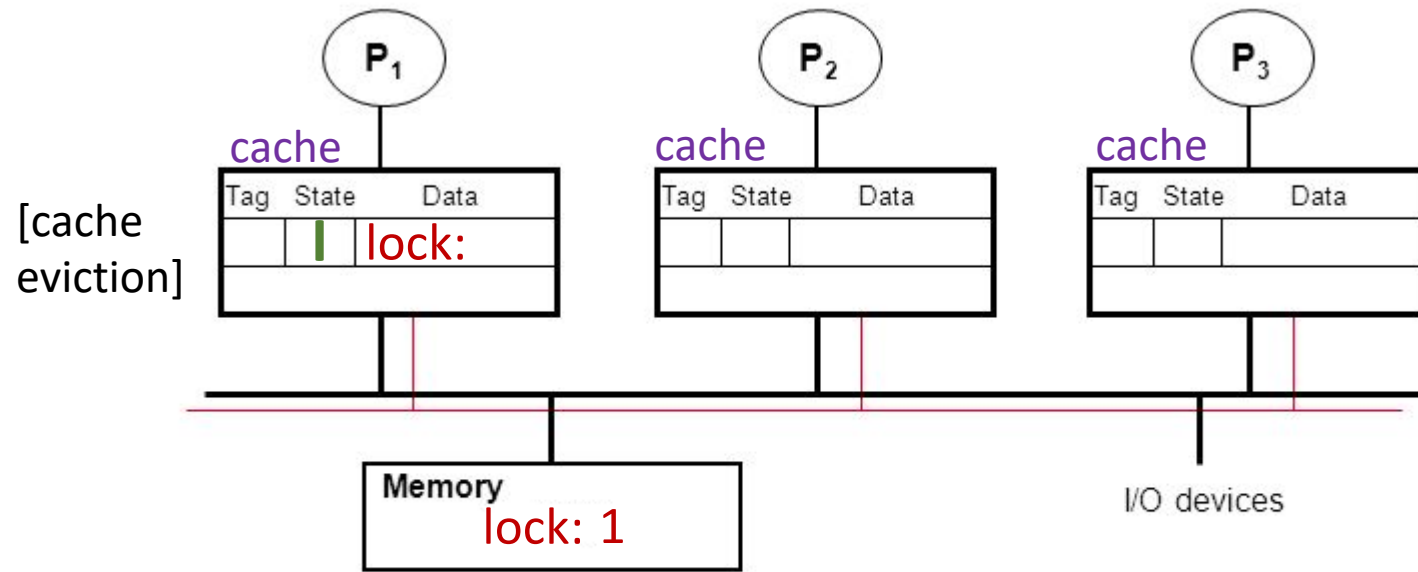 P1
P2
P3
cache
cache
cache
Tag State Data
Tag State Data
Tag State Data
[cache
eviction]
I lock:
Memory
lock: 1
I/O devices